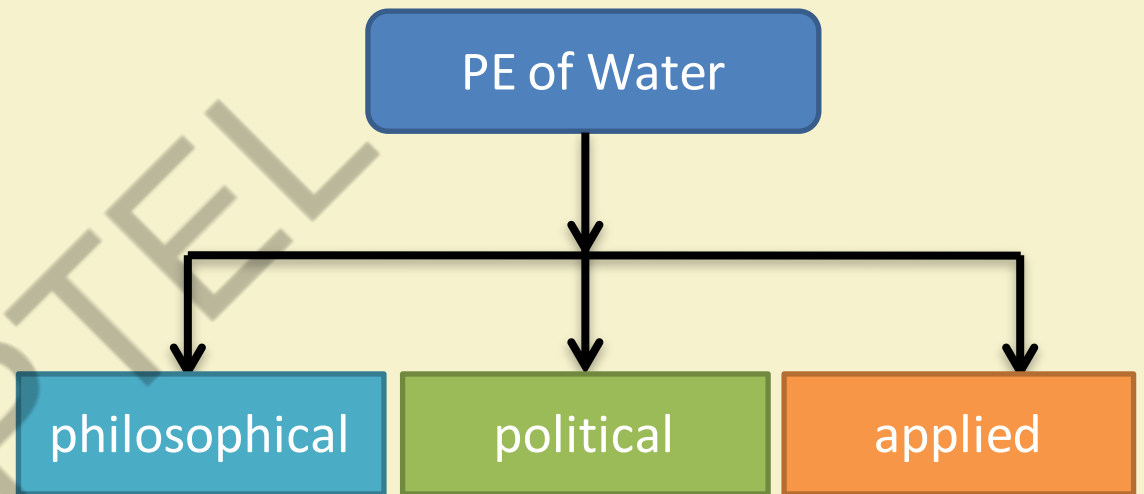 PE of Water
philosophical
political
applied
PTEL